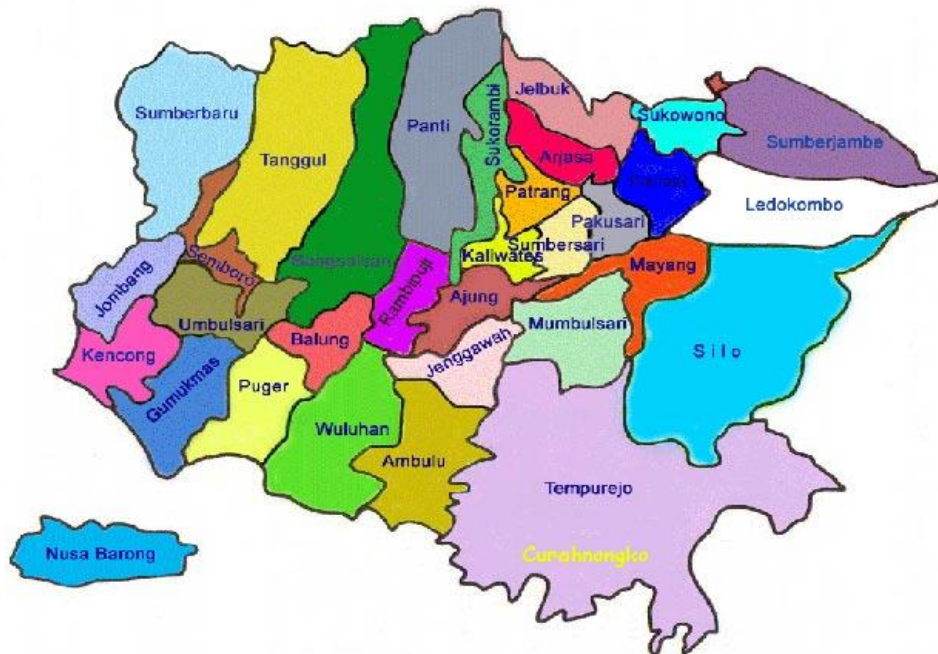 Sumberbaru
Tanggul
Panti
Sukorambi
Jelbuk
Sukowono
Sumberjambe
Arjasa
Patrang
Pakusari
Ledokombo
Semboro
Bangsalsari
Rambipuji
Kaliwates
Sumbersari
Mayang
Jombang
Umbulsari
Balung
Ajung
Mumbulsari
Silo
Kencong
Gumukmas
Puger
Jenggawah
Wuluhan
Ambulu
Tempurejo
Nusa Barong
Curahnongko